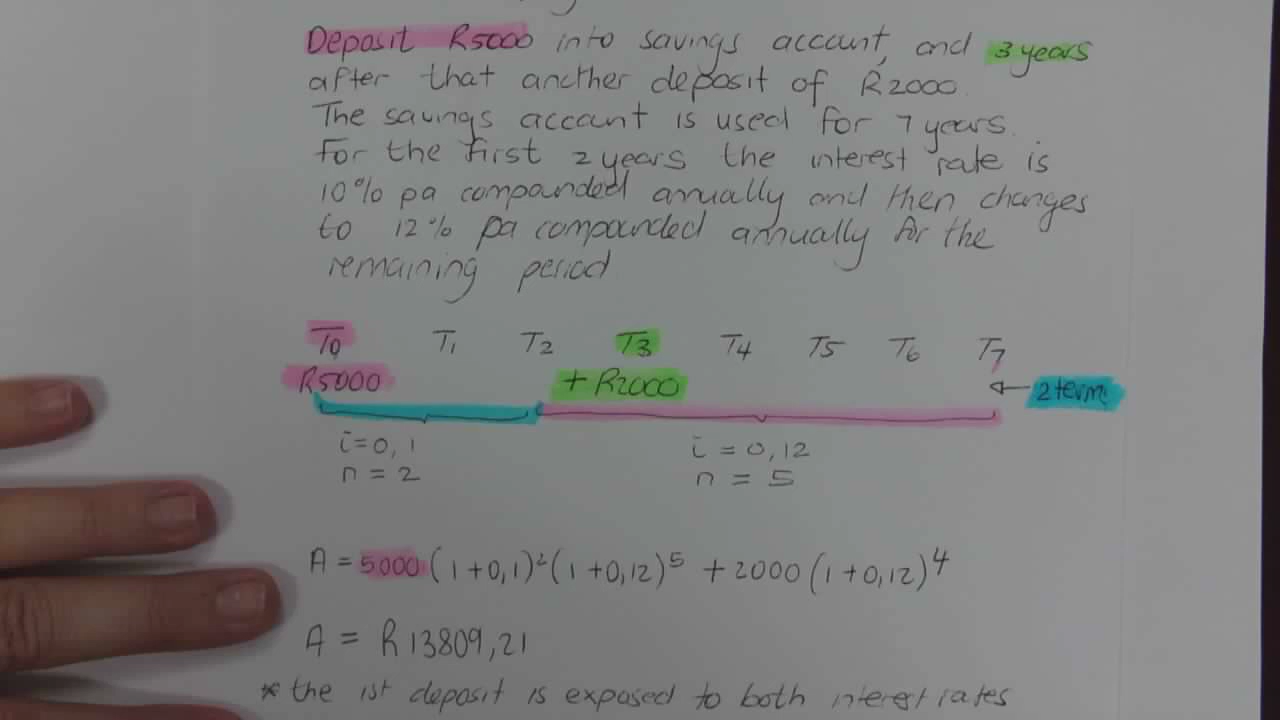 Deposit R5000 into savings account, and 3 years
after that another deposit of R2000.
The savings account is used for 7 years.
For the first 2 years the interest rate is
10% pa compounded annually and then changes
to 12% pa compounded annually for the
remaining period
T0 T1 T2 T3 T4 T5 T6 T7
R5000 + R2000 ← 2 terms
i=0,1 i = 0,12
n = 2 n = 5
A = 5000(1+0,1)²(1+0,12)⁵ + 2000(1+0,12)⁴
A = R13809,21
* the 1st deposit is exposed to both interest rates